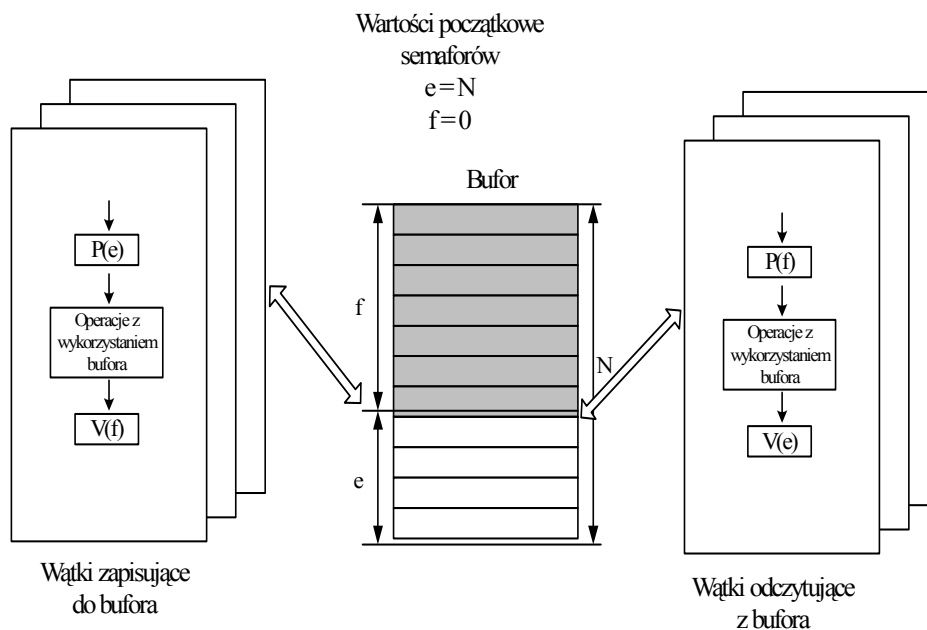 Wartości początkowe
semaforów
e = N
f = 0
Bufor
P(e)
Operacje z
wykorzystaniem
bufora
V(f)
f
e
N
P(f)
Operacje z
wykorzystaniem
bufora
V(e)
Wątki zapisujące
do bufora
Wątki odczytujące
z bufora